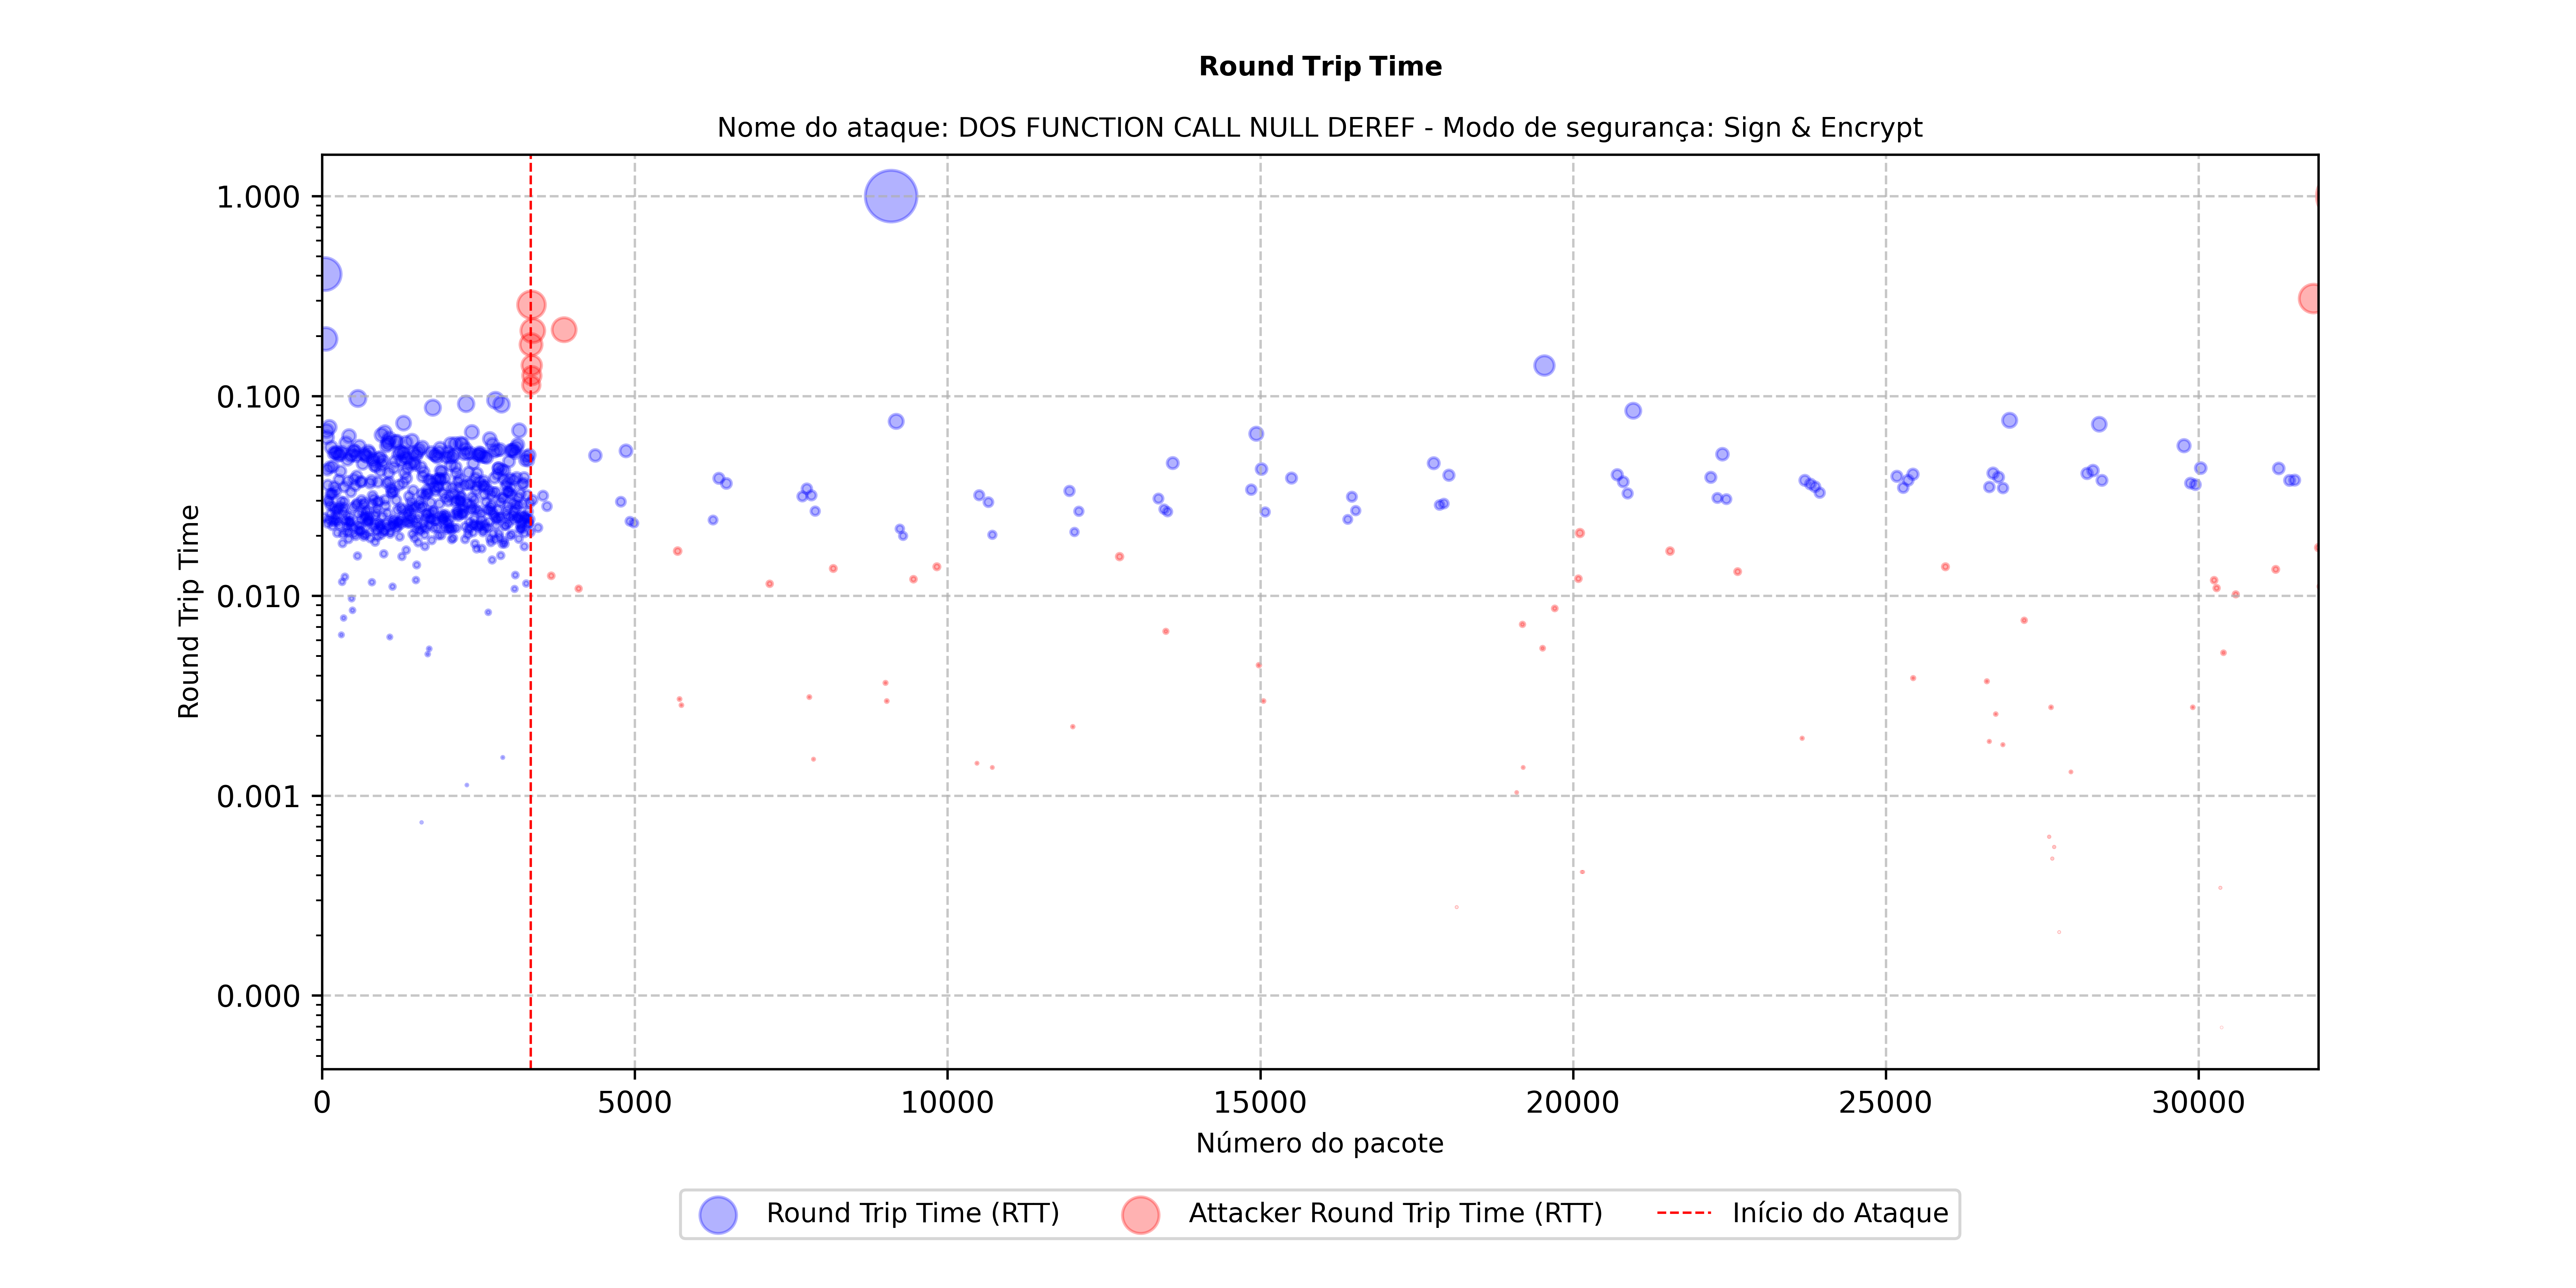 Round Trip Time
Nome do ataque: DOS FUNCTION CALL NULL DEREF - Modo de segurança: Sign & Encrypt
Round Trip Time
1.000
0.100
0.010
0.001
0.000
0 5000 10000 15000 20000 25000 30000
Número do pacote
Round Trip Time (RTT) Attacker Round Trip Time (RTT) Início do Ataque